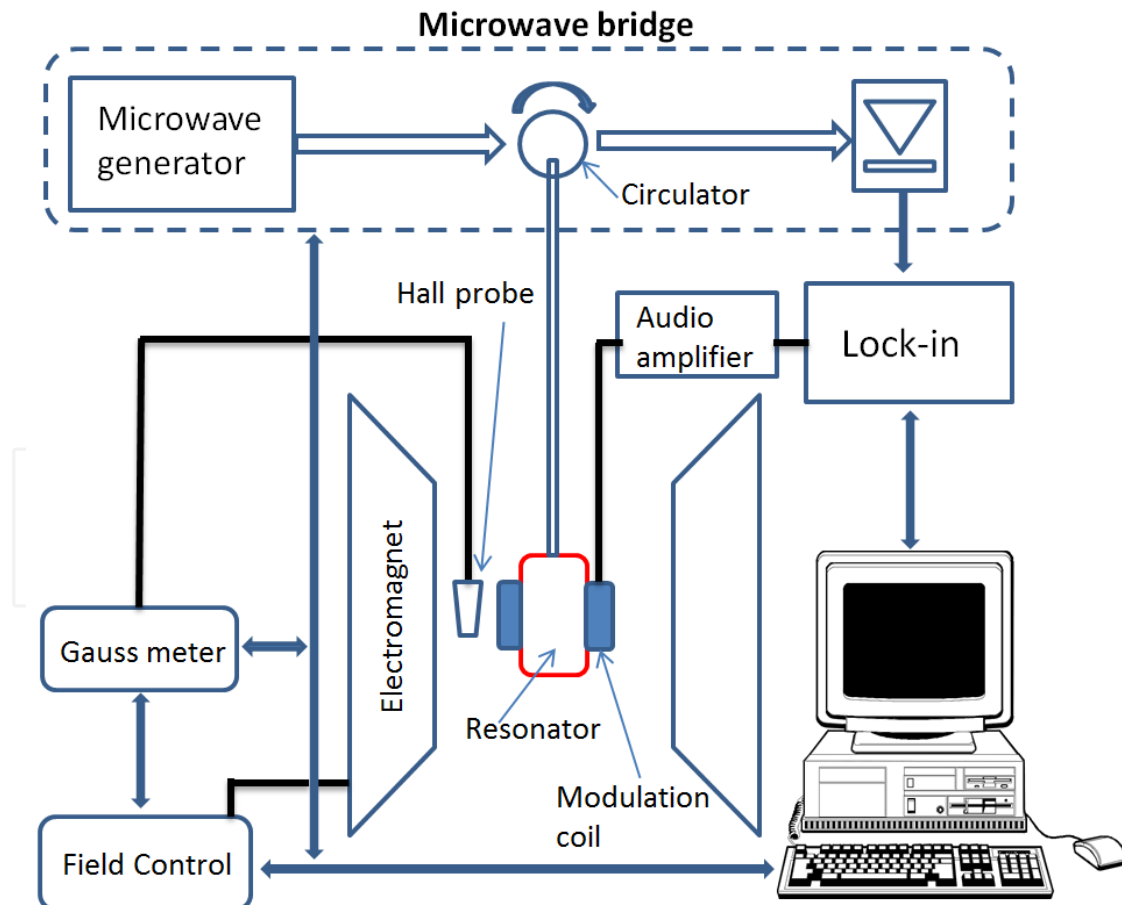 Microwave bridge
Microwave
generator
Circulator
Hall probe
Audio
amplifier
Lock-in
Electromagnet
Gauss meter
Resonator
Modulation
coil
Field Control